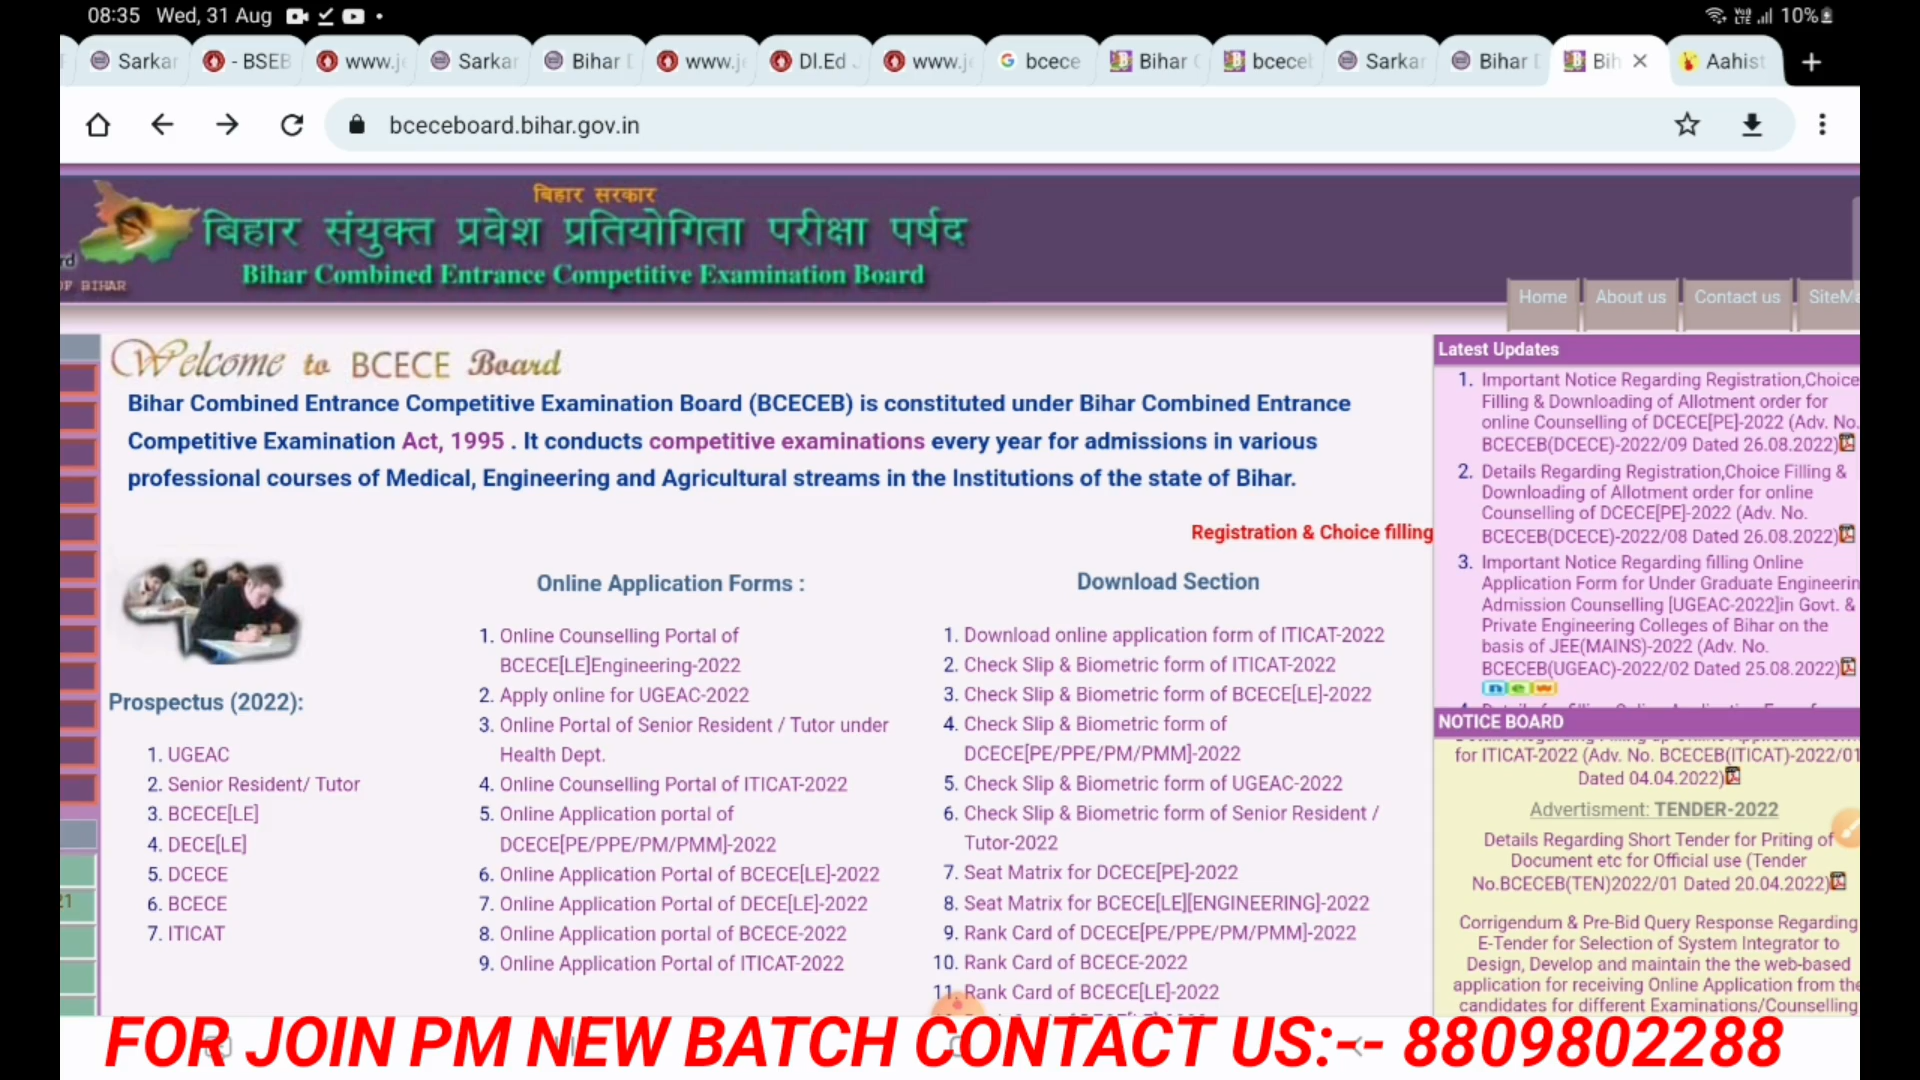 08:35 Wed, 31 Aug
10%
Sarkar
- BSEB
www.j
Sarkar
Bihar
www.j
Dl.Ed
www.j
bcece
Bihar
bcece
Sarkar
Bihar
Bih
Aahist
bceceboard.bihar.gov.in
बिहार सरकार
बिहार संयुक्त प्रवेश प्रतियोगिता परीक्षा पर्षद
Bihar Combined Entrance Competitive Examination Board
OF BIHAR
Home
About us
Contact us
SiteM
Welcome to BCECE Board
Bihar Combined Entrance Competitive Examination Board (BCECEB) is constituted under Bihar Combined Entrance
Competitive Examination Act, 1995 . It conducts competitive examinations every year for admissions in various
professional courses of Medical, Engineering and Agricultural streams in the Institutions of the state of Bihar.
Registration & Choice filling
Prospectus (2022):
1. UGEAC
2. Senior Resident/ Tutor
3. BCECE[LE]
4. DECE[LE]
5. DCECE
6. BCECE
7. ITICAT
Online Application Forms :
1. Online Counselling Portal of
BCECE[LE]Engineering-2022
2. Apply online for UGEAC-2022
3. Online Portal of Senior Resident / Tutor under
Health Dept.
4. Online Counselling Portal of ITICAT-2022
5. Online Application portal of
DCECE[PE/PPE/PM/PMM]-2022
6. Online Application Portal of BCECE[LE]-2022
7. Online Application Portal of DECE[LE]-2022
8. Online Application portal of BCECE-2022
9. Online Application Portal of ITICAT-2022
Download Section
1. Download online application form of ITICAT-2022
2. Check Slip & Biometric form of ITICAT-2022
3. Check Slip & Biometric form of BCECE[LE]-2022
4. Check Slip & Biometric form of
DCECE[PE/PPE/PM/PMM]-2022
5. Check Slip & Biometric form of UGEAC-2022
6. Check Slip & Biometric form of Senior Resident /
Tutor-2022
7. Seat Matrix for DCECE[PE]-2022
8. Seat Matrix for BCECE[LE][ENGINEERING]-2022
9. Rank Card of DCECE[PE/PPE/PM/PMM]-2022
10. Rank Card of BCECE-2022
11. Rank Card of BCECE[LE]-2022
Latest Updates
1. Important Notice Regarding Registration,Choice
Filling & Downloading of Allotment order for
online Counselling of DCECE[PE]-2022 (Adv. No.
BCECEB(DCECE)-2022/09 Dated 26.08.2022)
2. Details Regarding Registration,Choice Filling &
Downloading of Allotment order for online
Counselling of DCECE[PE]-2022 (Adv. No.
BCECEB(DCECE)-2022/08 Dated 26.08.2022)
3. Important Notice Regarding filling Online
Application Form for Under Graduate Engineerin
Admission Counselling [UGEAC-2022]in Govt. &
Private Engineering Colleges of Bihar on the
basis of JEE(MAINS)-2022 (Adv. No.
BCECEB(UGEAC)-2022/02 Dated 25.08.2022)
new
NOTICE BOARD
for ITICAT-2022 (Adv. No. BCECEB(ITICAT)-2022/01
Dated 04.04.2022)
Advertisment: TENDER-2022
Details Regarding Short Tender for Priting of
Document etc for Official use (Tender
No.BCECEB(TEN)2022/01 Dated 20.04.2022)
Corrigendum & Pre-Bid Query Response Regarding
E-Tender for Selection of System Integrator to
Design, Develop and maintain the the web-based
application for receiving Online Application from the
candidates for different Examinations/Counselling
FOR JOIN PM NEW BATCH CONTACT US:-- 8809802288